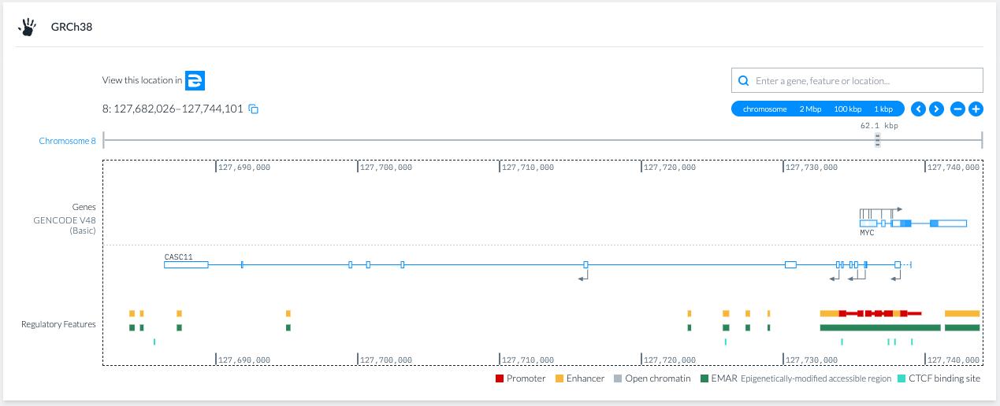 GRCh38
View this location in
Enter a gene, feature or location...
8: 127,682,026–127,744,101
chromosome 2 Mbp 100 kbp 1 kbp
62.1 kbp
Chromosome 8
127,690,000 127,700,000 127,710,000 127,720,000 127,730,000 127,740,000
Genes
GENCODE V48
(Basic)
MYC
CASC11
Regulatory Features
127,690,000 127,700,000 127,710,000 127,720,000 127,730,000 127,740,000
Promoter Enhancer Open chromatin EMAR Epigenetically-modified accessible region CTCF binding site